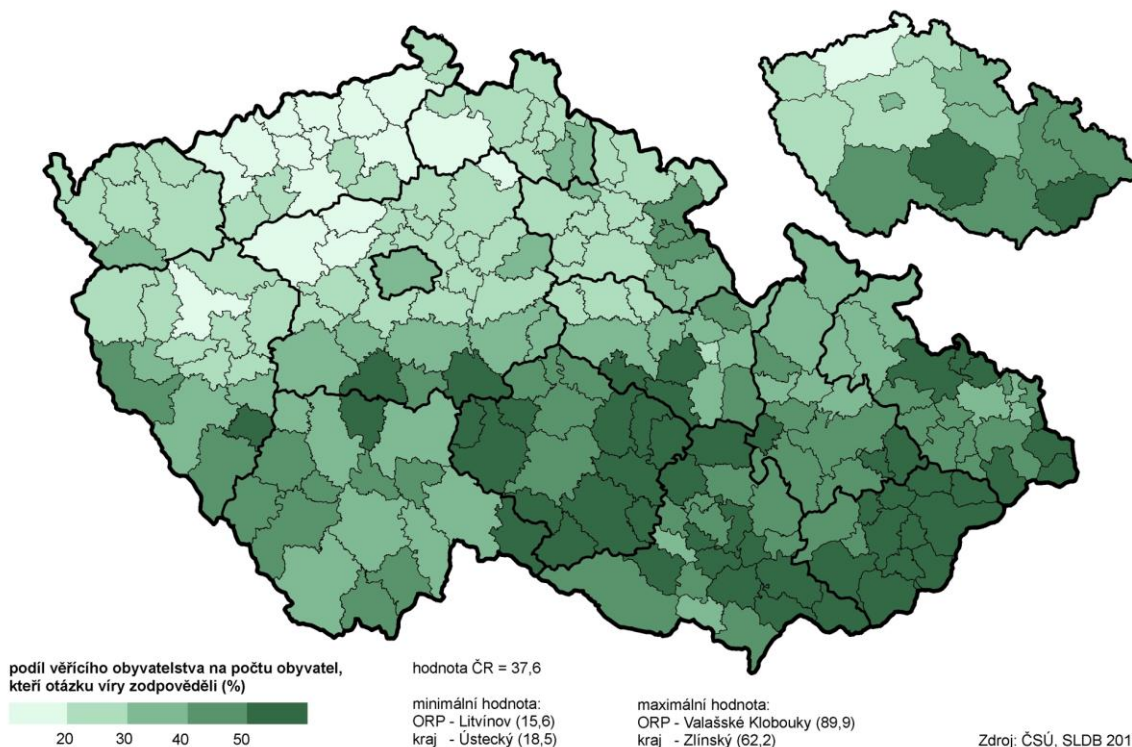 podíl věřícího obyvatelstva na počtu obyvatel,
kteří otázku víry zodpověděli (%)
20 30 40 50
hodnota ČR = 37,6
minimální hodnota:
ORP - Litvínov (15,6)
kraj - Ústecký (18,5)
maximální hodnota:
ORP - Valašské Klobouky (89,9)
kraj - Zlínský (62,2)
Zdroj: ČSÚ, SLDB 201